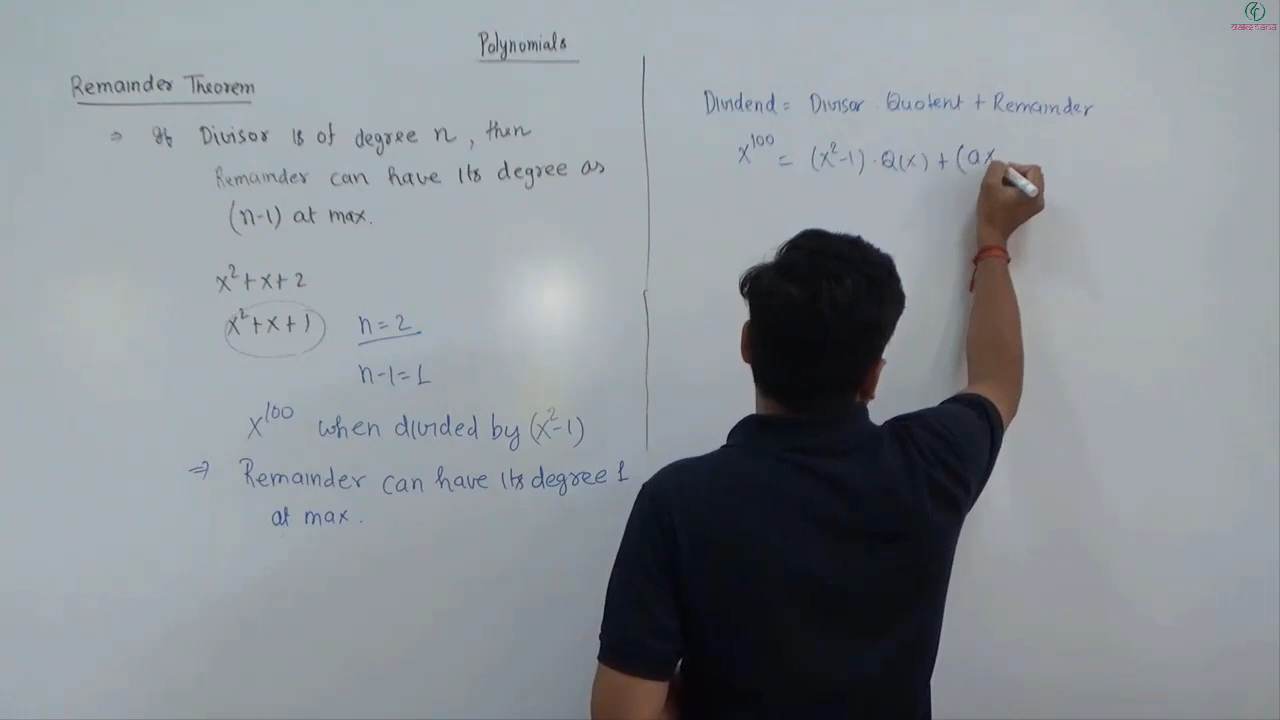 Polynomials
Remainder Theorem
⇒ If Divisor is of degree n, then
Remainder can have its degree as
(n-1) at max.
x²+x+2
x²+x+1 n=2
n-1=1
x¹⁰⁰ when divided by (x²-1)
⇒ Remainder can have its degree 1
at max.
Dividend = Divisor . Quotent + Remainder
x¹⁰⁰ = (x²-1) . Q(x) + (ax